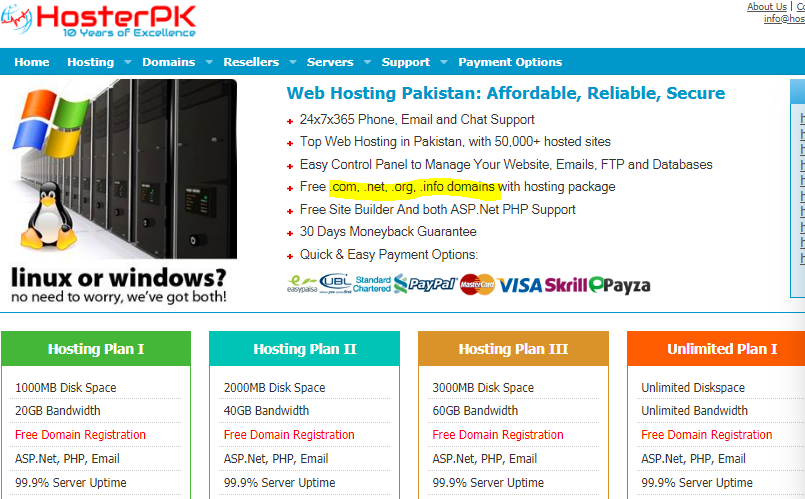 HosterPK
10 Years of Excellence
About Us |
Home Hosting Domains Resellers Servers Support Payment Options
Web Hosting Pakistan: Affordable, Reliable, Secure
24x7x365 Phone, Email and Chat Support
Top Web Hosting in Pakistan, with 50,000+ hosted sites
Easy Control Panel to Manage Your Website, Emails, FTP and Databases
Free .com, .net, .org, .info domains with hosting package
Free Site Builder And both ASP.Net PHP Support
30 Days Moneyback Guarantee
Quick & Easy Payment Options:
easypaisa UBL Standard Chartered PayPal MasterCard VISA Skrill Payza
linux or windows?
no need to worry, we've got both!
Hosting Plan I
1000MB Disk Space
20GB Bandwidth
Free Domain Registration
ASP.Net, PHP, Email
99.9% Server Uptime
Hosting Plan II
2000MB Disk Space
40GB Bandwidth
Free Domain Registration
ASP.Net, PHP, Email
99.9% Server Uptime
Hosting Plan III
3000MB Disk Space
60GB Bandwidth
Free Domain Registration
ASP.Net, PHP, Email
99.9% Server Uptime
Unlimited Plan I
Unlimited Diskspace
Unlimited Bandwidth
Free Domain Registration
ASP.Net, PHP, Email
99.9% Server Uptime